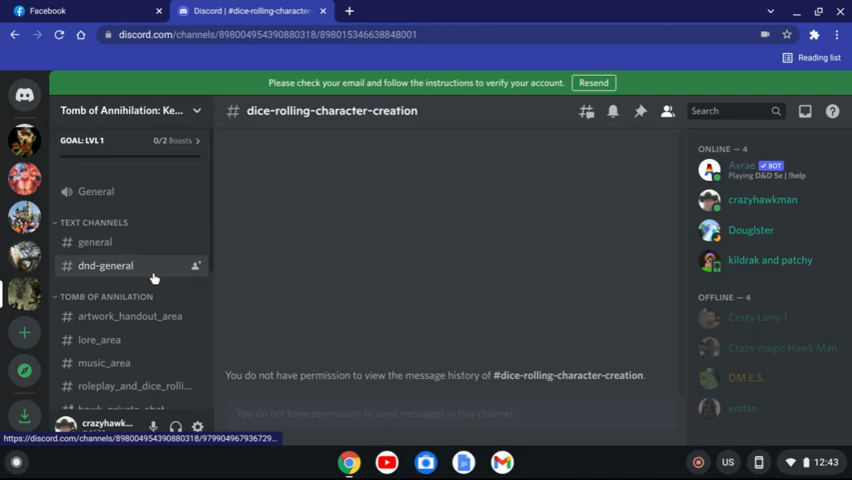 Facebook
Discord | #dice-rolling-character-
discord.com/channels/898004954390880318/898015346638848001
Reading list
Please check your email and follow the instructions to verify your account.
Resend
Tomb of Annihilation: Ke...
dice-rolling-character-creation
Search
GOAL: LVL 1
0/2 Boosts
General
TEXT CHANNELS
general
dnd-general
TOMB OF ANNILATION
artwork_handout_area
lore_area
music_area
roleplay_and_dice_rolli...
hawk_private_chat
crazyhawk...
ONLINE — 4
Avrae BOT
Playing D&D 5e | !help
crazyhawkman
Douglster
kildrak and patchy
OFFLINE — 4
Crazy Larry 1
Crazy magic Hawk Man
DM E.S.
erolan
You do not have permission to view the message history of #dice-rolling-character-creation.
You do not have permission to send messages in this channel.
https://discord.com/channels/898004954390880318/979904967936729...
US
12:43